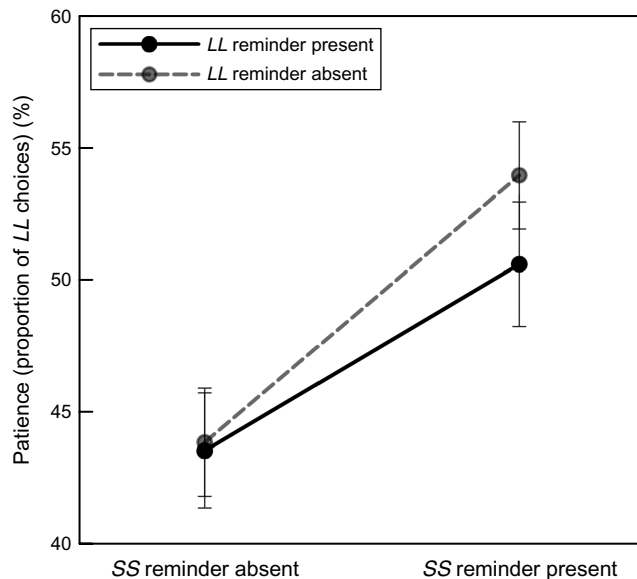 60
LL reminder present
LL reminder absent
55
50
45
40
Patience (proportion of LL choices) (%)
SS reminder absent
SS reminder present